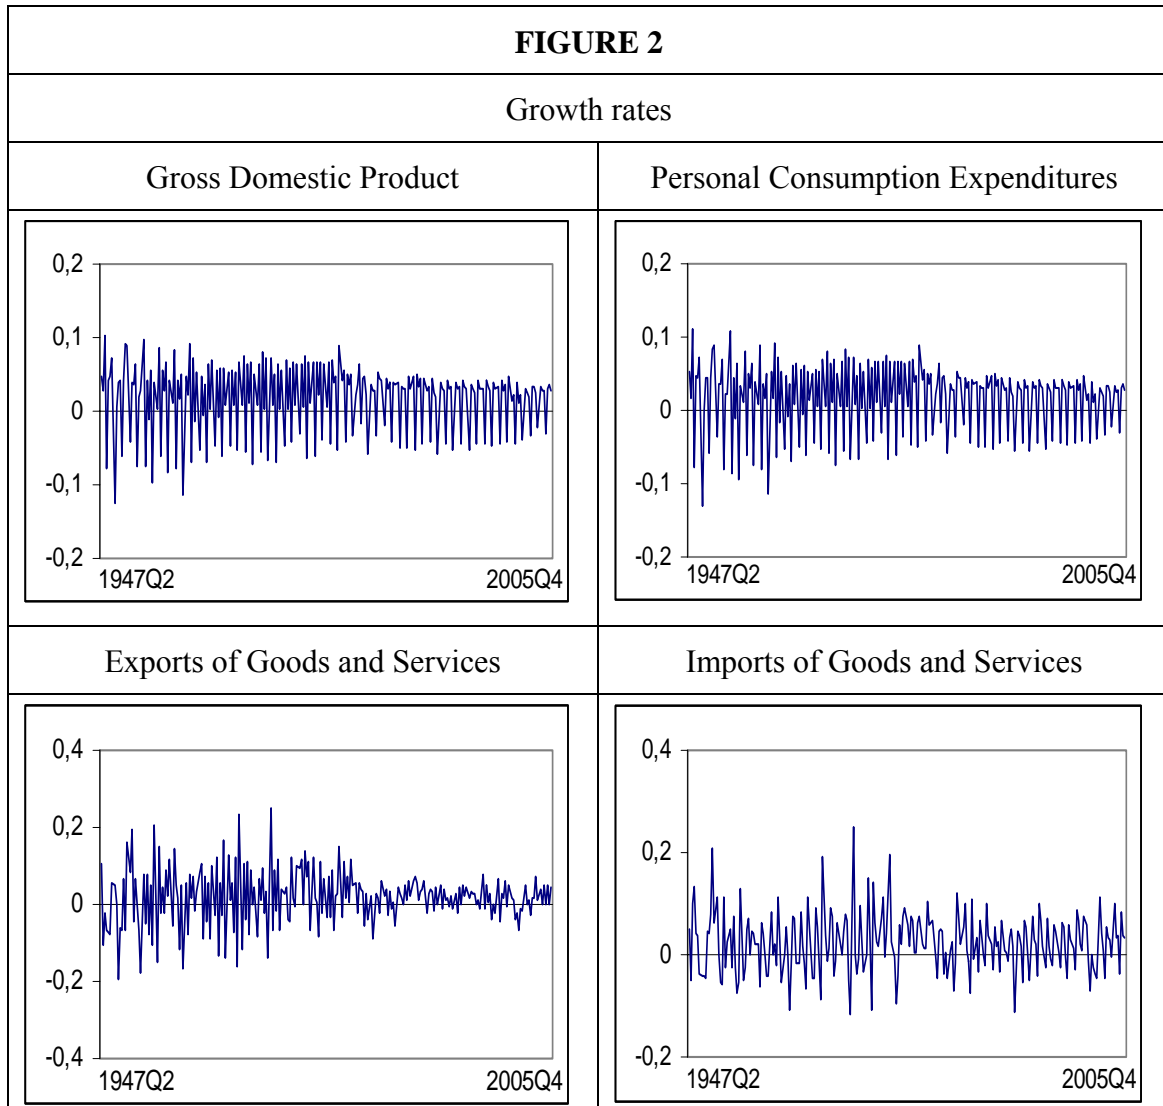 FIGURE 2
Growth rates
Gross Domestic Product
Personal Consumption Expenditures
0,2
0,1
0
-0,1
-0,2
1947Q2 2005Q4
0,2
0,1
0
-0,1
-0,2
1947Q2 2005Q4
Exports of Goods and Services
Imports of Goods and Services
0,4
0,2
0
-0,2
-0,4
1947Q2 2005Q4
0,4
0,2
0
-0,2
1947Q2 2005Q4